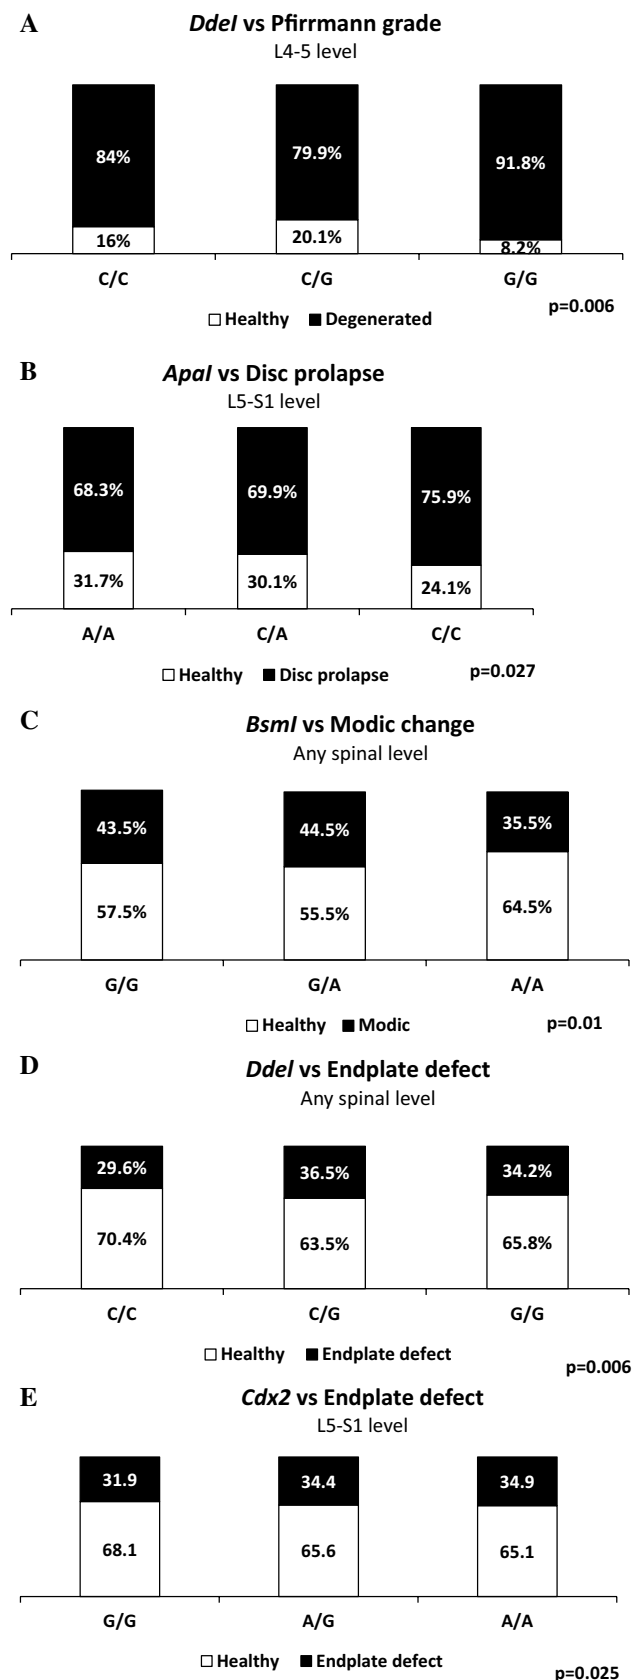 A
DdeI vs Pfirrmann grade
L4-5 level
84% 79.9% 91.8%
16% 20.1% 8.2%
C/C C/G G/G
Healthy Degenerated
p=0.006
B
ApaI vs Disc prolapse
L5-S1 level
68.3% 69.9% 75.9%
31.7% 30.1% 24.1%
A/A C/A C/C
Healthy Disc prolapse
p=0.027
C
BsmI vs Modic change
Any spinal level
43.5% 44.5% 35.5%
57.5% 55.5% 64.5%
G/G G/A A/A
Healthy Modic
p=0.01
D
DdeI vs Endplate defect
Any spinal level
29.6% 36.5% 34.2%
70.4% 63.5% 65.8%
C/C C/G G/G
Healthy Endplate defect
p=0.006
E
Cdx2 vs Endplate defect
L5-S1 level
31.9 34.4 34.9
68.1 65.6 65.1
G/G A/G A/A
Healthy Endplate defect
p=0.025